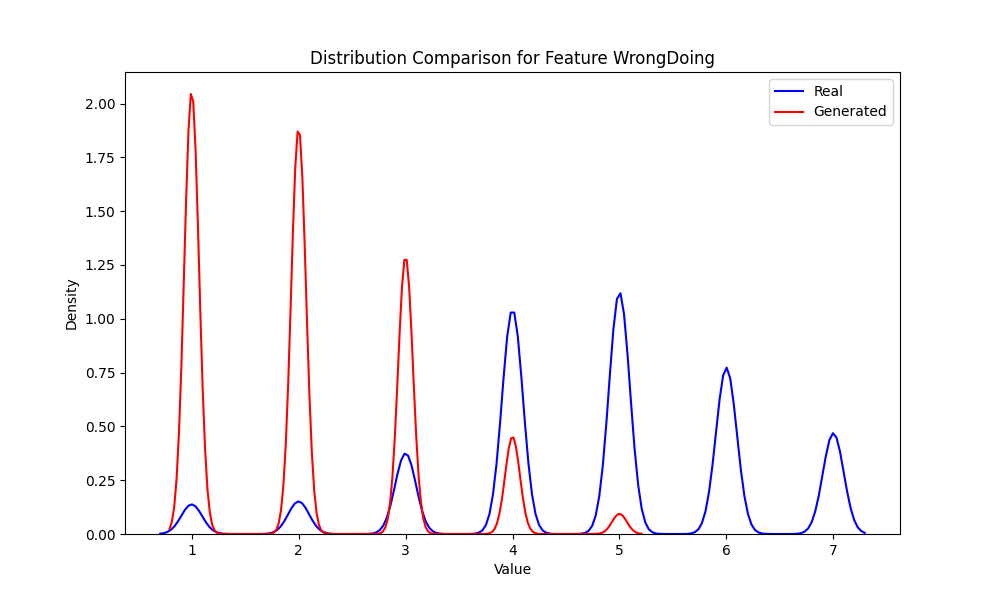 Distribution Comparison for Feature WrongDoing
Real
Generated
Density
2.00
1.75
1.50
1.25
1.00
0.75
0.50
0.25
0.00
1 2 3 4 5 6 7
Value